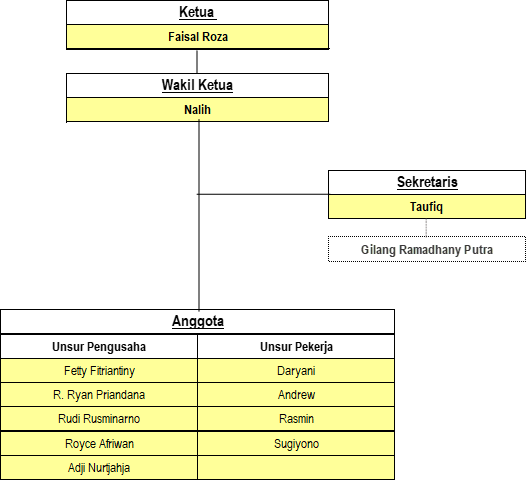 Ketua
Faisal Roza
Wakil Ketua
Nalih
Sekretaris
Taufiq
Gilang Ramadhany Putra
Anggota
Unsur Pengusaha Unsur Pekerja
Fetty Fitriantiny Daryani
R. Ryan Priandana Andrew
Rudi Rusminarno Rasmin
Royce Afriwan Sugiyono
Adji Nurtjahja